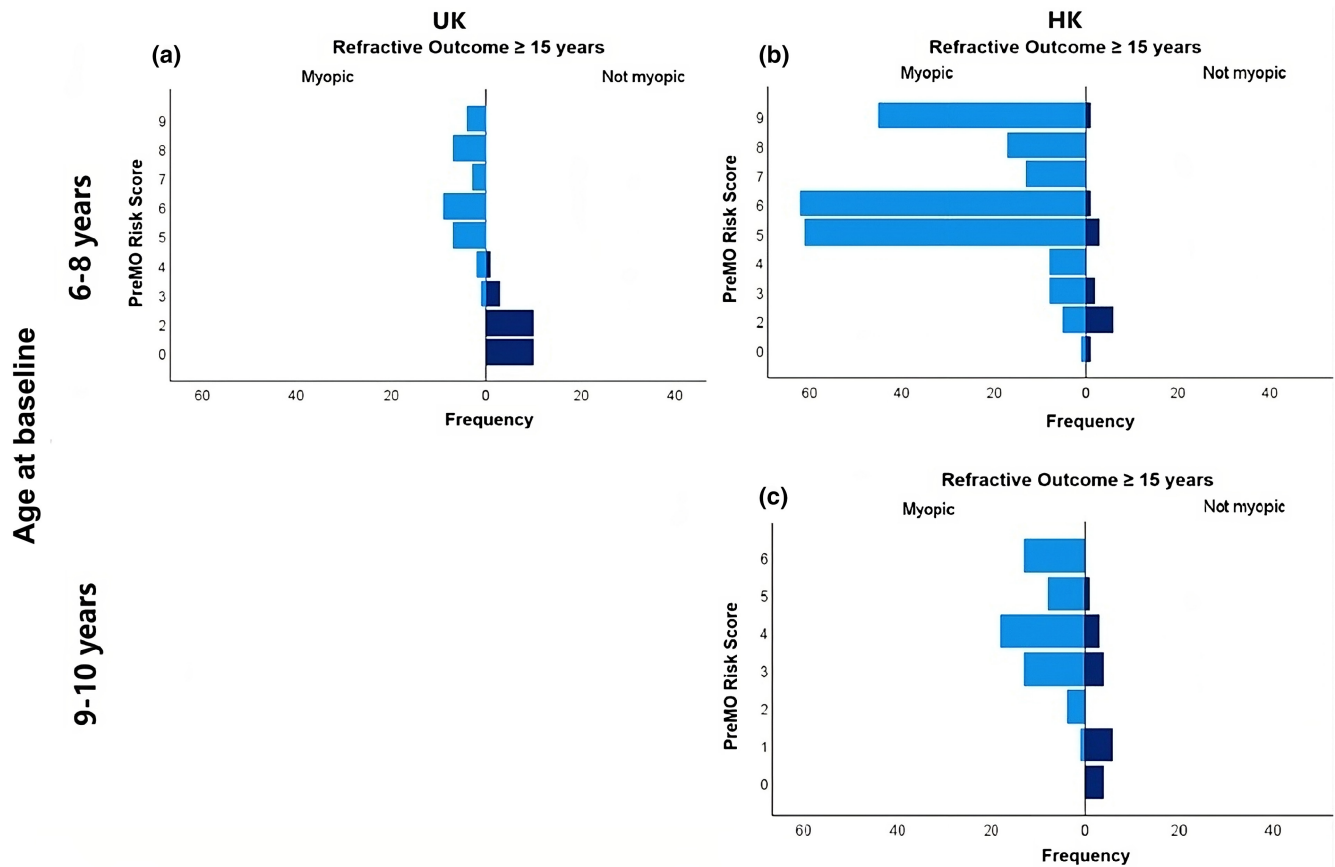 UK
Refractive Outcome ≥ 15 years
(a)
Myopic
Not myopic
PreMO Risk Score
9
8
7
6
5
4
3
2
0
60
40
20
0
20
40
Frequency
HK
Refractive Outcome ≥ 15 years
(b)
Myopic
Not myopic
PreMO Risk Score
9
8
7
6
5
4
3
2
0
60
40
20
0
20
40
Frequency
Age at baseline
6-8 years
9-10 years
Refractive Outcome ≥ 15 years
(c)
Myopic
Not myopic
PreMO Risk Score
6
5
4
3
2
1
0
60
40
20
0
20
40
Frequency